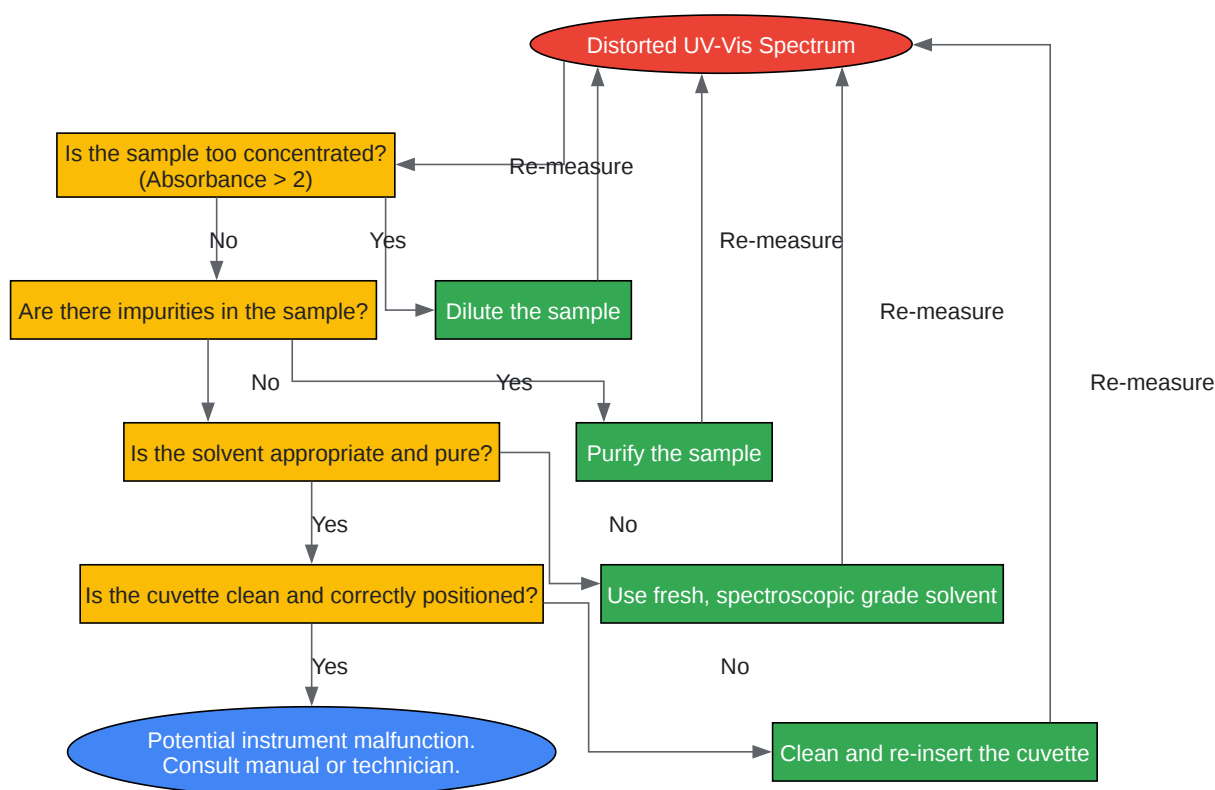 Distorted UV-Vis Spectrum
Is the sample too concentrated?
(Absorbance > 2)
Re-measure
No
Yes
Re-measure
Are there impurities in the sample?
Dilute the sample
Re-measure
No
Yes
Re-measure
Is the solvent appropriate and pure?
Purify the sample
Yes
No
Is the cuvette clean and correctly positioned?
Use fresh, spectroscopic grade solvent
Yes
No
Potential instrument malfunction.
Consult manual or technician.
Clean and re-insert the cuvette